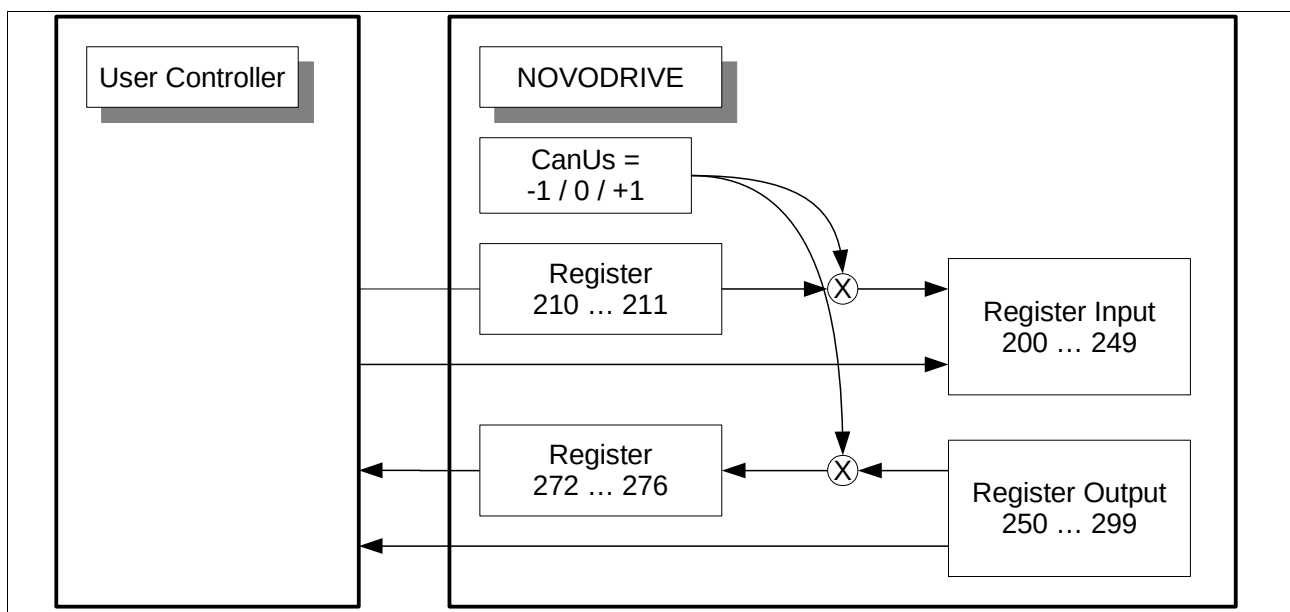 User Controller
NOVODRIVE
CanUs =
-1 / 0 / +1
Register
210 … 211
X
Register Input
200 … 249
Register
272 … 276
X
Register Output
250 … 299